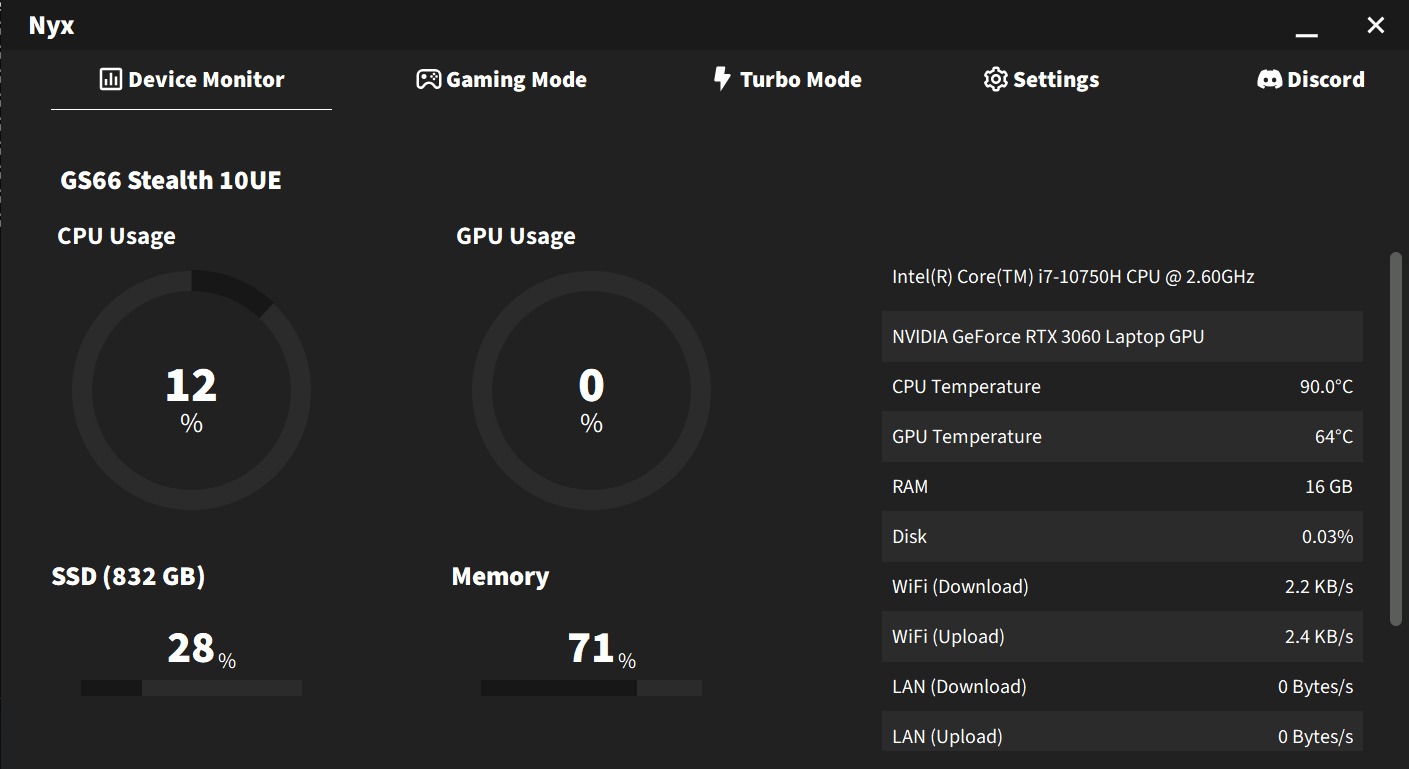 Nyx
Device Monitor
Gaming Mode
Turbo Mode
Settings
Discord
GS66 Stealth 10UE
CPU Usage
12
%
GPU Usage
0
%
SSD (832 GB)
28 %
Memory
71 %
Intel(R) Core(TM) i7-10750H CPU @ 2.60GHz
NVIDIA GeForce RTX 3060 Laptop GPU
CPU Temperature 90.0°C
GPU Temperature 64°C
RAM 16 GB
Disk 0.03%
WiFi (Download) 2.2 KB/s
WiFi (Upload) 2.4 KB/s
LAN (Download) 0 Bytes/s
LAN (Upload) 0 Bytes/s